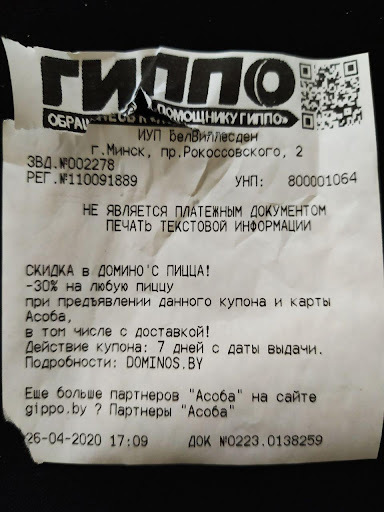 ГИППО
ПОМОЩНИКУ ГИППО»
ИУП БелВиллесден
г.Минск, пр.Рокоссовского, 2
ЗВД.№002278
РЕГ.№110091889 УНП: 800001064
НЕ ЯВЛЯЕТСЯ ПЛАТЕЖНЫМ ДОКУМЕНТОМ
ПЕЧАТЬ ТЕКСТОВОЙ ИНФОРМАЦИИ
СКИДКА в ДОМИНО'С ПИЦЦА!
-30% на любую пиццу
при предъявлении данного купона и карты
Асоба,
в том числе с доставкой!
Действие купона: 7 дней с даты выдачи.
Подробности: DOMINOS.BY
Еше больше партнеров "Асоба" на сайте
gippo.by ? Партнеры "Асоба"
26-04-2020 17:09 ДОК №0223.0138259